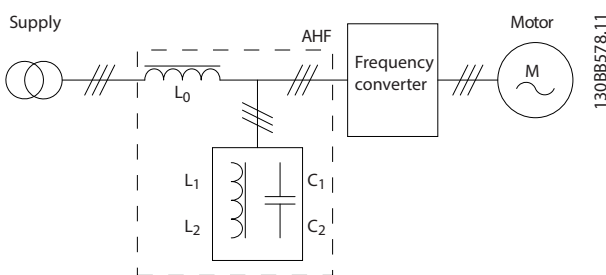 Supply
AHF
Motor
130BB578.11
L0
Frequency
converter
M
L1
C1
L2
C2